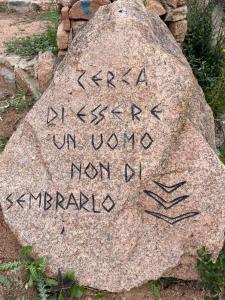 CERCA
DI ESSERE
UN UOMO
NON DI
SEMBRARLO